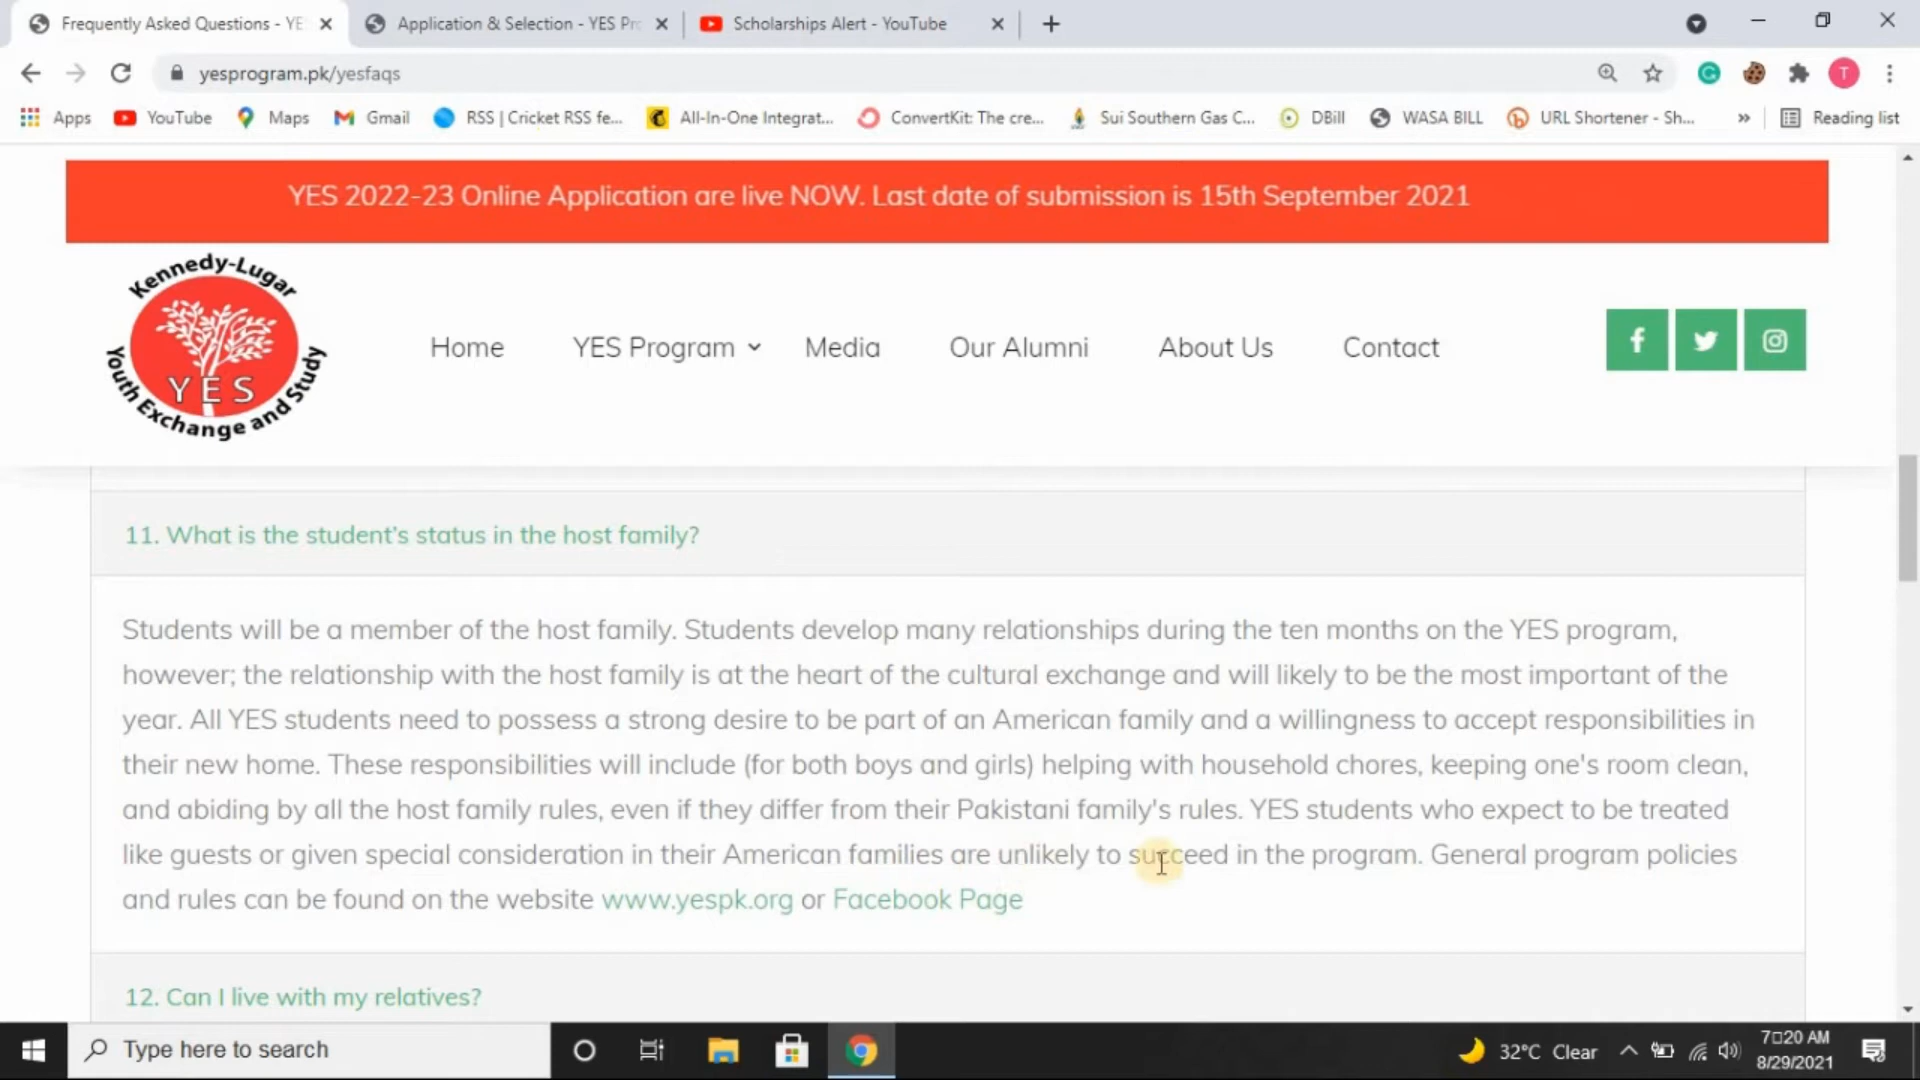 Frequently Asked Questions - YE
Application & Selection - YES Pr
Scholarships Alert - YouTube
yesprogram.pk/yesfaqs
T
Apps
YouTube
Maps
Gmail
RSS | Cricket RSS fe...
All-In-One Integrat...
ConvertKit: The cre...
Sui Southern Gas C...
DBill
WASA BILL
URL Shortener - Sh...
»
Reading list
YES 2022-23 Online Application are live NOW. Last date of submission is 15th September 2021
Kennedy-Lugar
YES
Youth Exchange and Study
Home
YES Program
Media
Our Alumni
About Us
Contact
11. What is the student's status in the host family?
Students will be a member of the host family. Students develop many relationships during the ten months on the YES program,
however; the relationship with the host family is at the heart of the cultural exchange and will likely to be the most important of the
year. All YES students need to possess a strong desire to be part of an American family and a willingness to accept responsibilities in
their new home. These responsibilities will include (for both boys and girls) helping with household chores, keeping one's room clean,
and abiding by all the host family rules, even if they differ from their Pakistani family's rules. YES students who expect to be treated
like guests or given special consideration in their American families are unlikely to succeed in the program. General program policies
and rules can be found on the website www.yespk.org or Facebook Page
12. Can I live with my relatives?
Type here to search
32°C Clear
7▯20 AM
8/29/2021